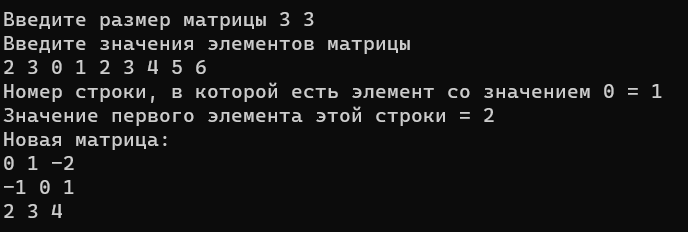 Введите размер матрицы 3 3
Введите значения элементов матрицы
2 3 0 1 2 3 4 5 6
Номер строки, в которой есть элемент со значением 0 = 1
Значение первого элемента этой строки = 2
Новая матрица:
0 1 -2
-1 0 1
2 3 4